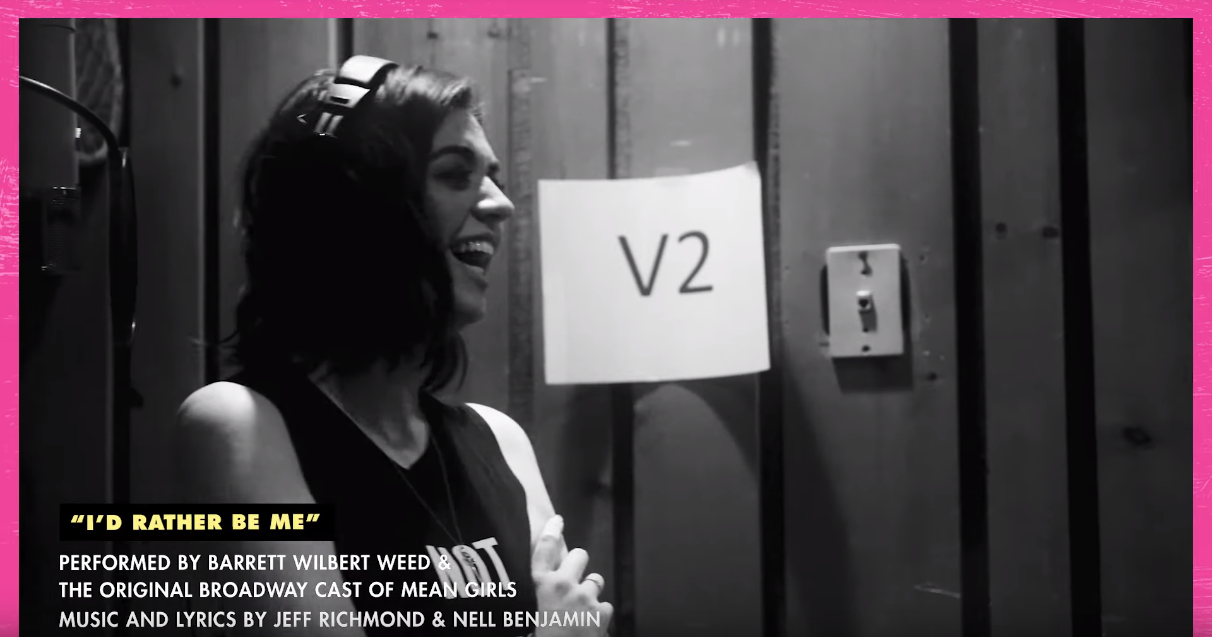 V2
"I'D RATHER BE ME"
NOT
PERFORMED BY BARRETT WILBERT WEED &
THE ORIGINAL BROADWAY CAST OF MEAN GIRLS
MUSIC AND LYRICS BY JEFF RICHMOND & NELL BENJAMIN